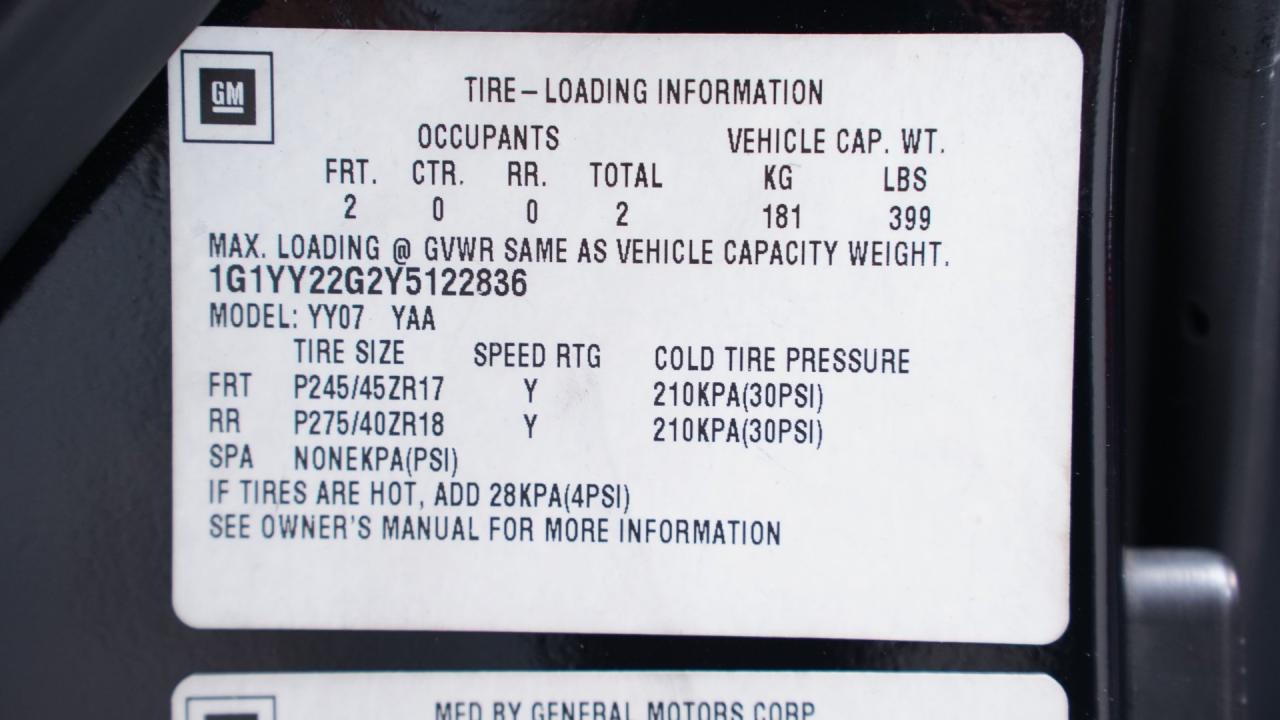 GM
TIRE-LOADING INFORMATION
OCCUPANTS VEHICLE CAP. WT.
FRT. CTR. RR. TOTAL KG LBS
2 0 0 2 181 399
MAX. LOADING @ GVWR SAME AS VEHICLE CAPACITY WEIGHT.
1G1YY22G2Y5122836
MODEL: YY07 YAA
TIRE SIZE SPEED RTG COLD TIRE PRESSURE
FRT P245/45ZR17 Y 210KPA(30PSI)
RR P275/40ZR18 Y 210KPA(30PSI)
SPA NONEKPA(PSI)
IF TIRES ARE HOT, ADD 28KPA(4PSI)
SEE OWNER'S MANUAL FOR MORE INFORMATION
MFD BY GENERAL MOTORS CORP